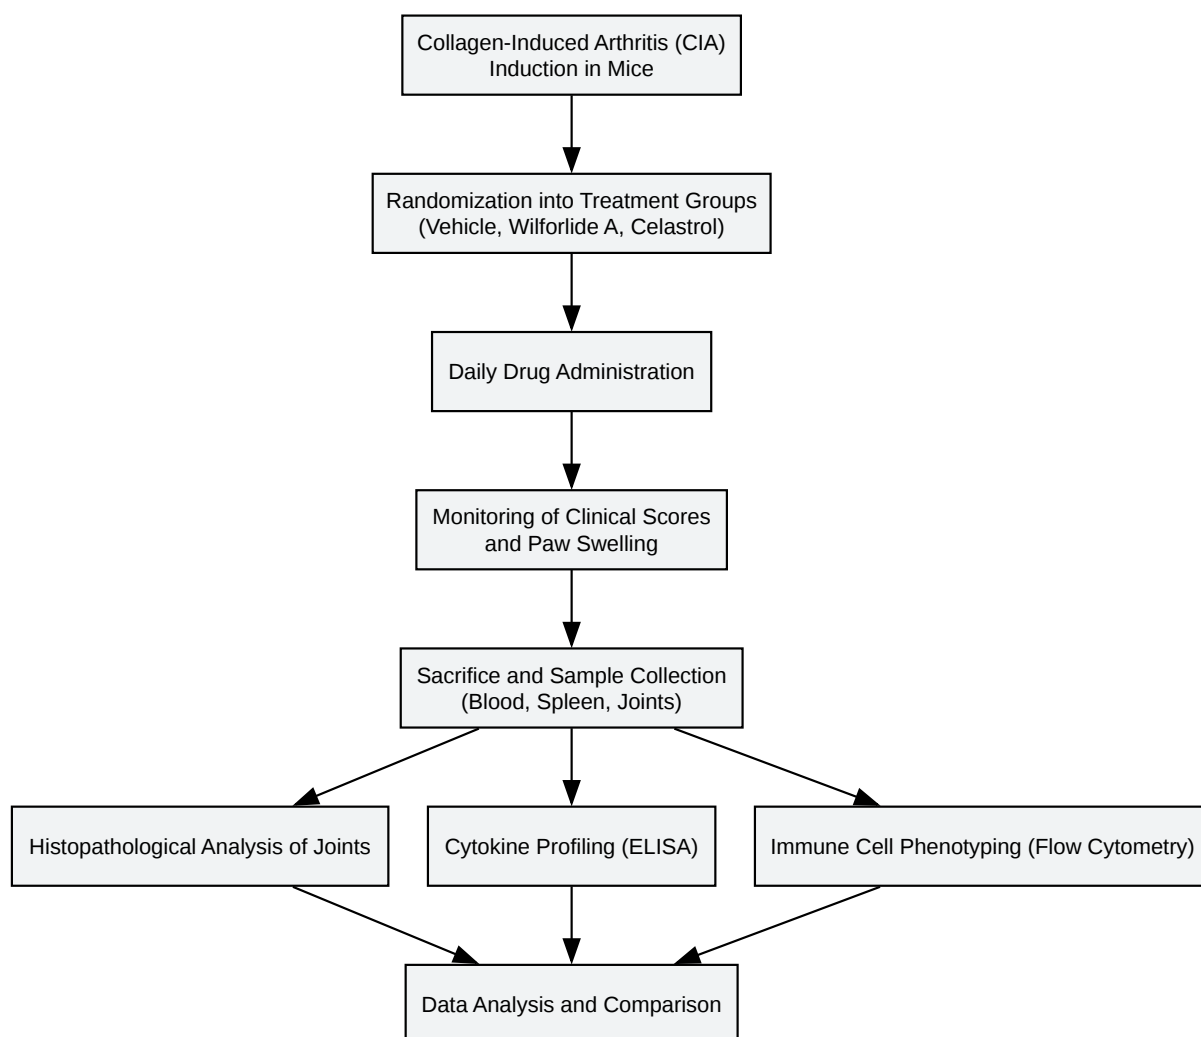 Collagen-Induced Arthritis (CIA)
Induction in Mice
Randomization into Treatment Groups
(Vehicle, Wilforlide A, Celastrol)
Daily Drug Administration
Monitoring of Clinical Scores
and Paw Swelling
Sacrifice and Sample Collection
(Blood, Spleen, Joints)
Histopathological Analysis of Joints
Cytokine Profiling (ELISA)
Immune Cell Phenotyping (Flow Cytometry)
Data Analysis and Comparison